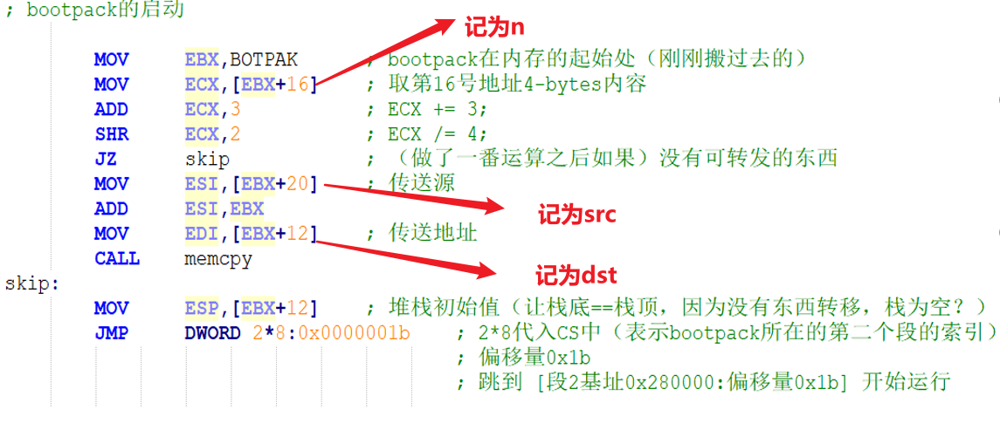 ; bootpack的启动
记为n
MOV EBX,BOTPAK ; bootpack在内存的起始处（刚刚搬过去的）
MOV ECX,[EBX+16] ; 取第16号地址4-bytes内容
ADD ECX,3 ; ECX += 3;
SHR ECX,2 ; ECX /= 4;
JZ skip ; （做了一番运算之后如果）没有可转发的东西
MOV ESI,[EBX+20] ; 传送源
ADD ESI,EBX
记为src
MOV EDI,[EBX+12] ; 传送地址
CALL memcpy
记为dst
skip:
MOV ESP,[EBX+12] ; 堆栈初始值（让栈底==栈顶，因为没有东西转移，栈为空？）
JMP DWORD 2*8:0x0000001b ; 2*8代入CS中（表示bootpack所在的第二个段的索引）
; 偏移量0x1b
; 跳到 [段2基址0x280000:偏移量0x1b] 开始运行